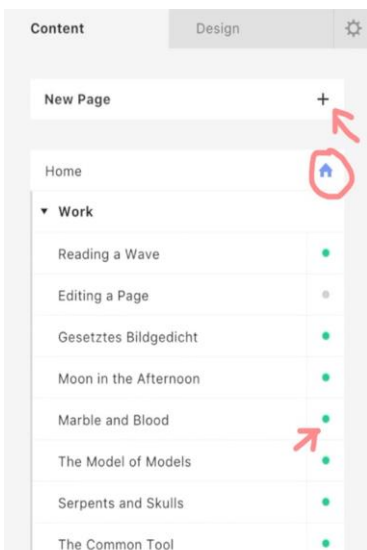 Content
Design
New Page
Home
Work
Reading a Wave
Editing a Page
Gesetztes Bildgedicht
Moon in the Afternoon
Marble and Blood
The Model of Models
Serpents and Skulls
The Common Tool